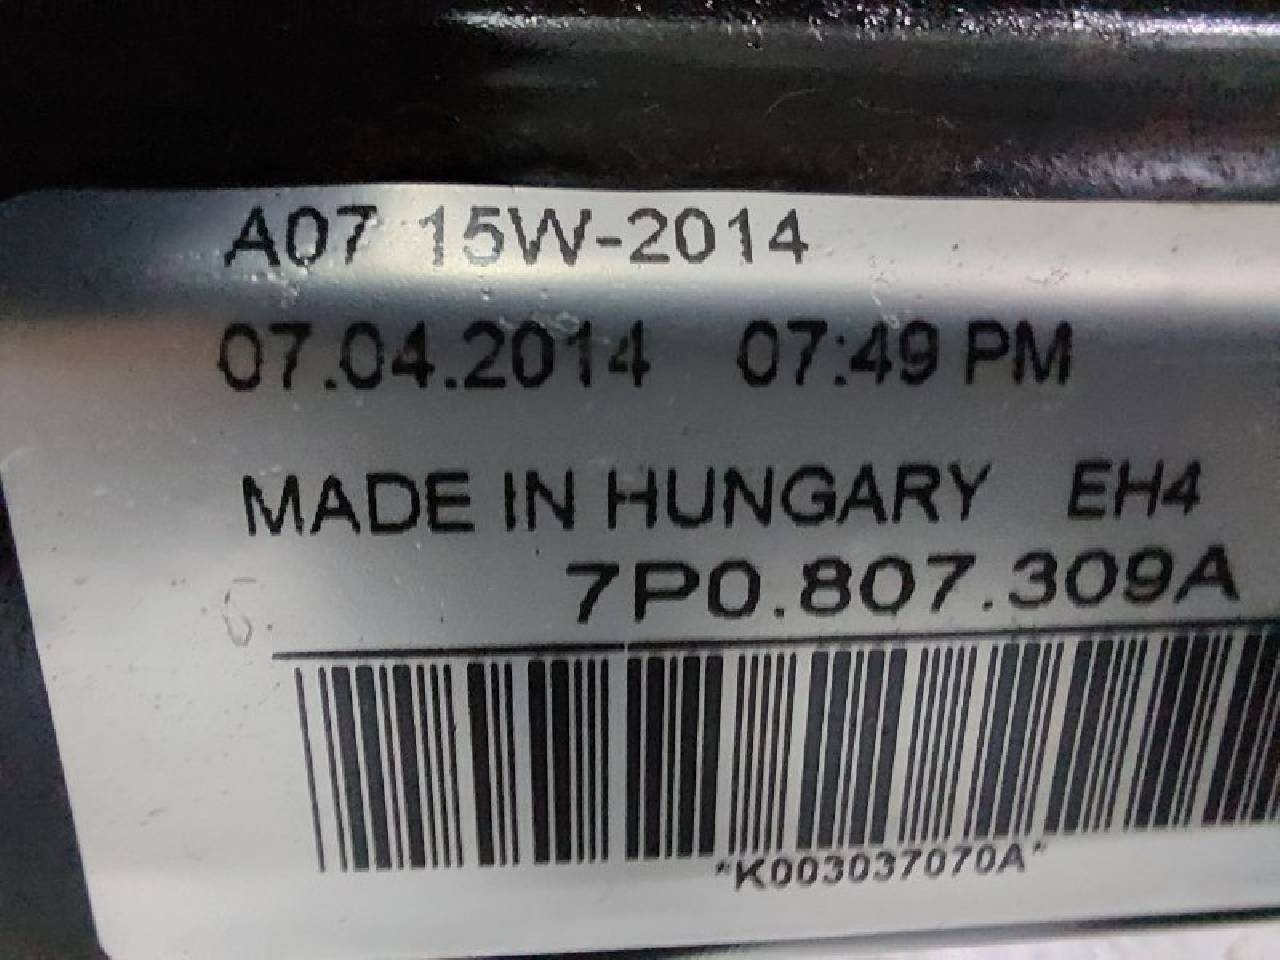 A07 15W-2014
07.04.2014 07:49 PM
MADE IN HUNGARY EH4
7P0.807.309A
*K003037070A*